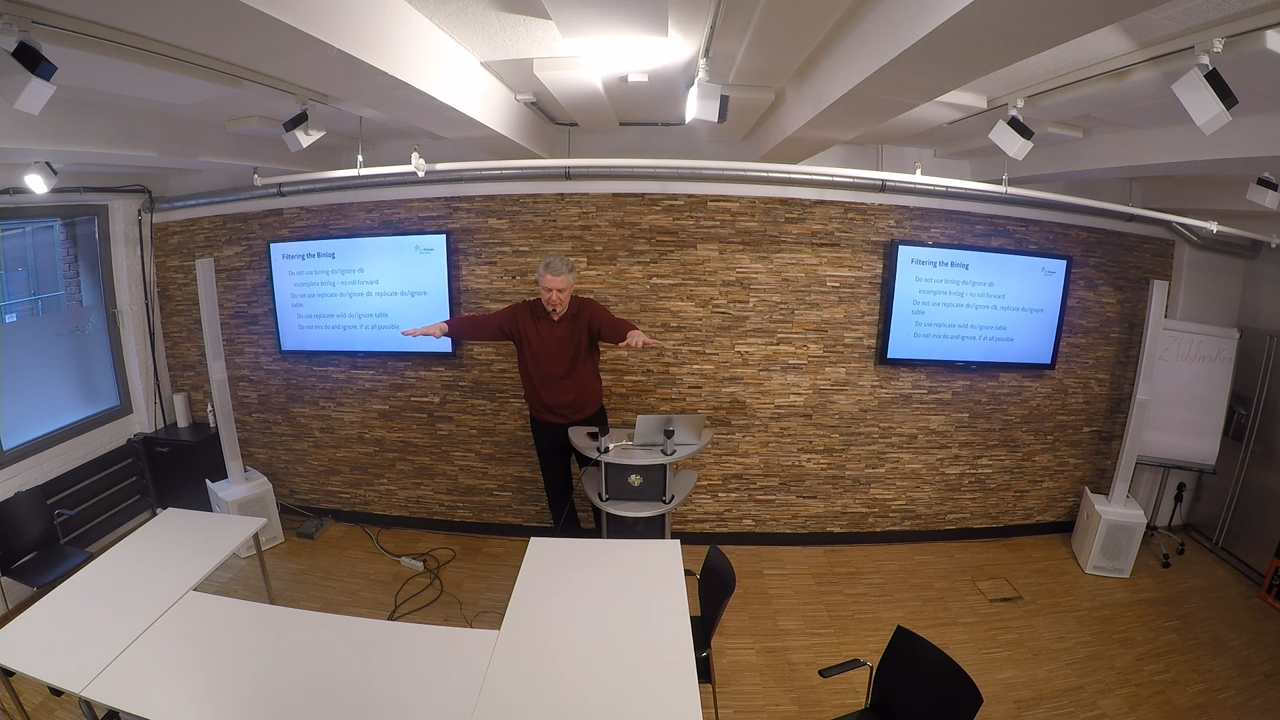 Filtering the Binlog
Do not use binlog-do/ignore-db
incomplete binlog = no roll forward
Do not use replicate-do/ignore-db, replicate-do/ignore-
table
Do use replicate-wild-do/ignore-table
Do not mix do and ignore, if at all possible
Filtering the Binlog
Do not use binlog-do/ignore-db
incomplete binlog = no roll forward
Do not use replicate-do/ignore-db, replicate-do/ignore-
table
Do use replicate-wild-do/ignore-table
Do not mix do and ignore, if at all possible